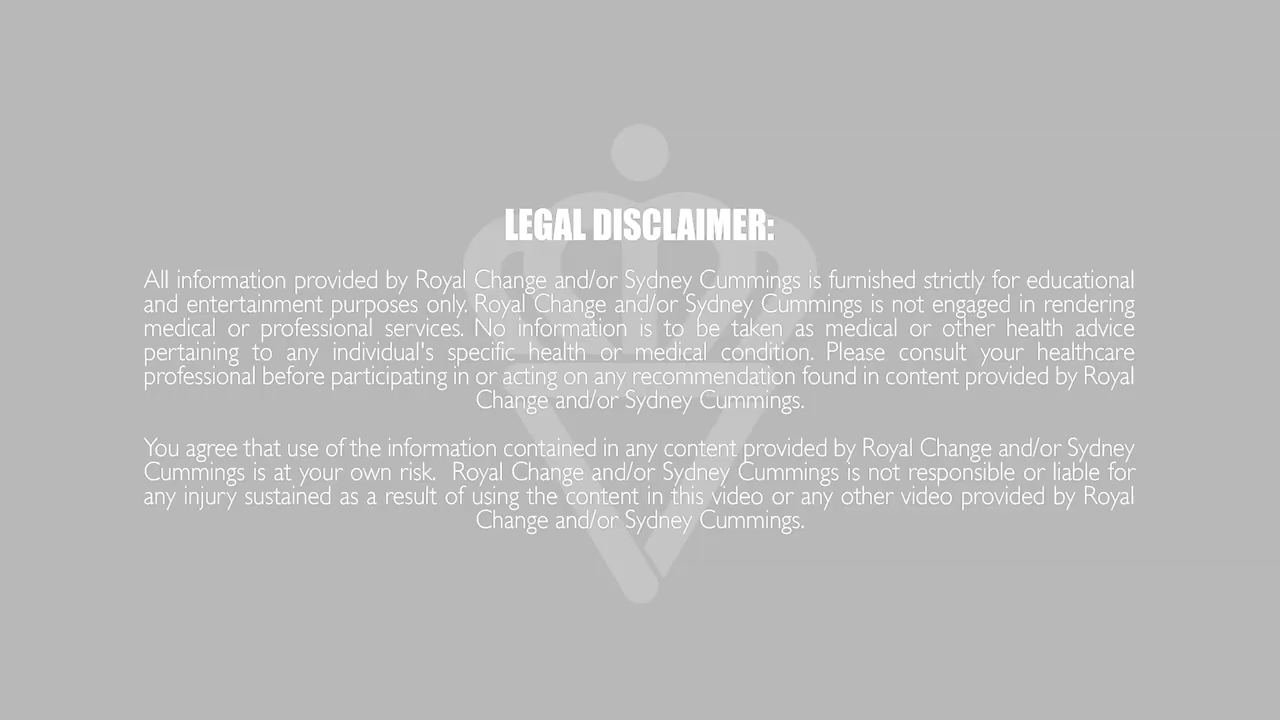 LEGAL DISCLAIMER:
All information provided by Royal Change and/or Sydney Cummings is furnished strictly for educational
and entertainment purposes only. Royal Change and/or Sydney Cummings is not engaged in rendering
medical or professional services. No information is to be taken as medical or other health advice
pertaining to any individual's specific health or medical condition. Please consult your healthcare
professional before participating in or acting on any recommendation found in content provided by Royal
Change and/or Sydney Cummings.
You agree that use of the information contained in any content provided by Royal Change and/or Sydney
Cummings is at your own risk.  Royal Change and/or Sydney Cummings is not responsible or liable for
any injury sustained as a result of using the content in this video or any other video provided by Royal
Change and/or Sydney Cummings.